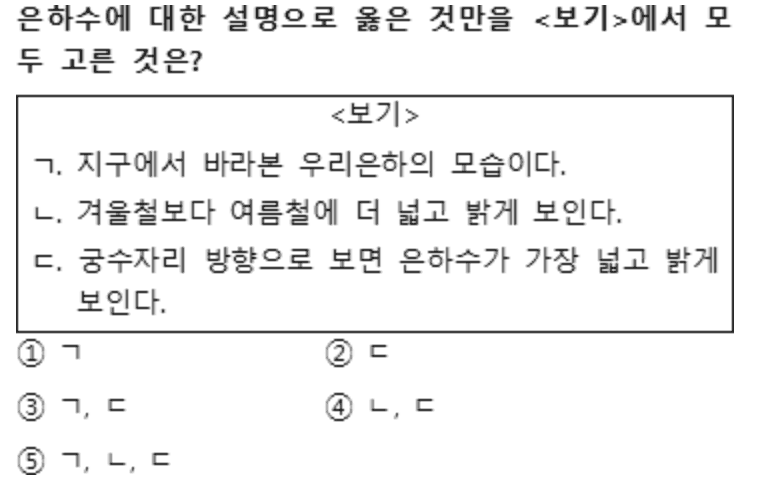 은하수에 대한 설명으로 옳은 것만을 <보기>에서 모
두 고른 것은?
<보기>
ㄱ. 지구에서 바라본 우리은하의 모습이다.
ㄴ. 겨울철보다 여름철에 더 넓고 밝게 보인다.
ㄷ. 궁수자리 방향으로 보면 은하수가 가장 넓고 밝게
보인다.
① ㄱ ② ㄷ
③ ㄱ, ㄷ ④ ㄴ, ㄷ
⑤ ㄱ, ㄴ, ㄷ